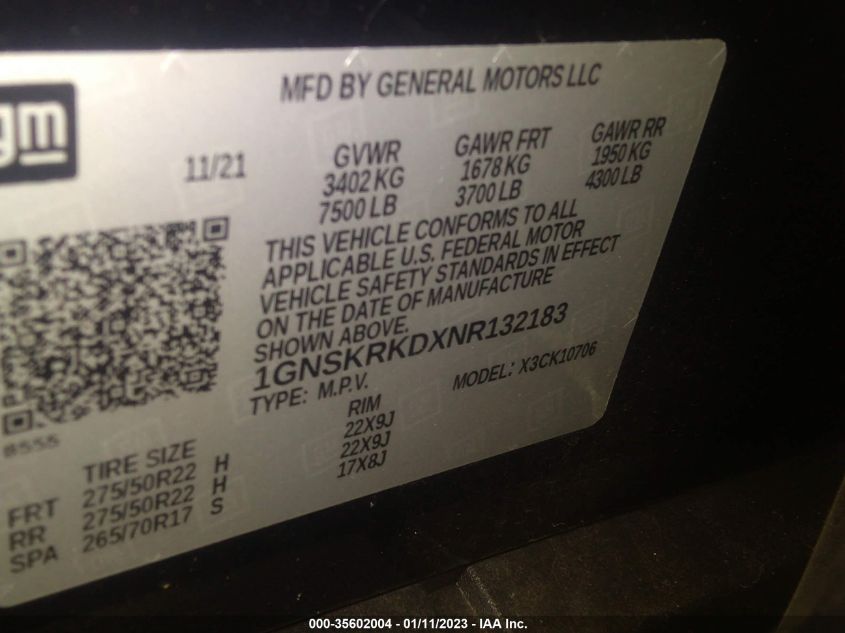 MFD BY GENERAL MOTORS LLC
gm
11/21
GVWR GAWR FRT GAWR RR
3402 KG 1678 KG 1950 KG
7500 LB 3700 LB 4300 LB
THIS VEHICLE CONFORMS TO ALL
APPLICABLE U.S. FEDERAL MOTOR
VEHICLE SAFETY STANDARDS IN EFFECT
ON THE DATE OF MANUFACTURE
SHOWN ABOVE.
1GNSKRKDXNR132183
TYPE: M.P.V. MODEL: X3CK10706
8555
TIRE SIZE RIM
FRT 275/50R22 H 22X9J
RR 275/50R22 H 22X9J
SPA 265/70R17 S 17X8J
000-35602004 - 01/11/2023 - IAA Inc.